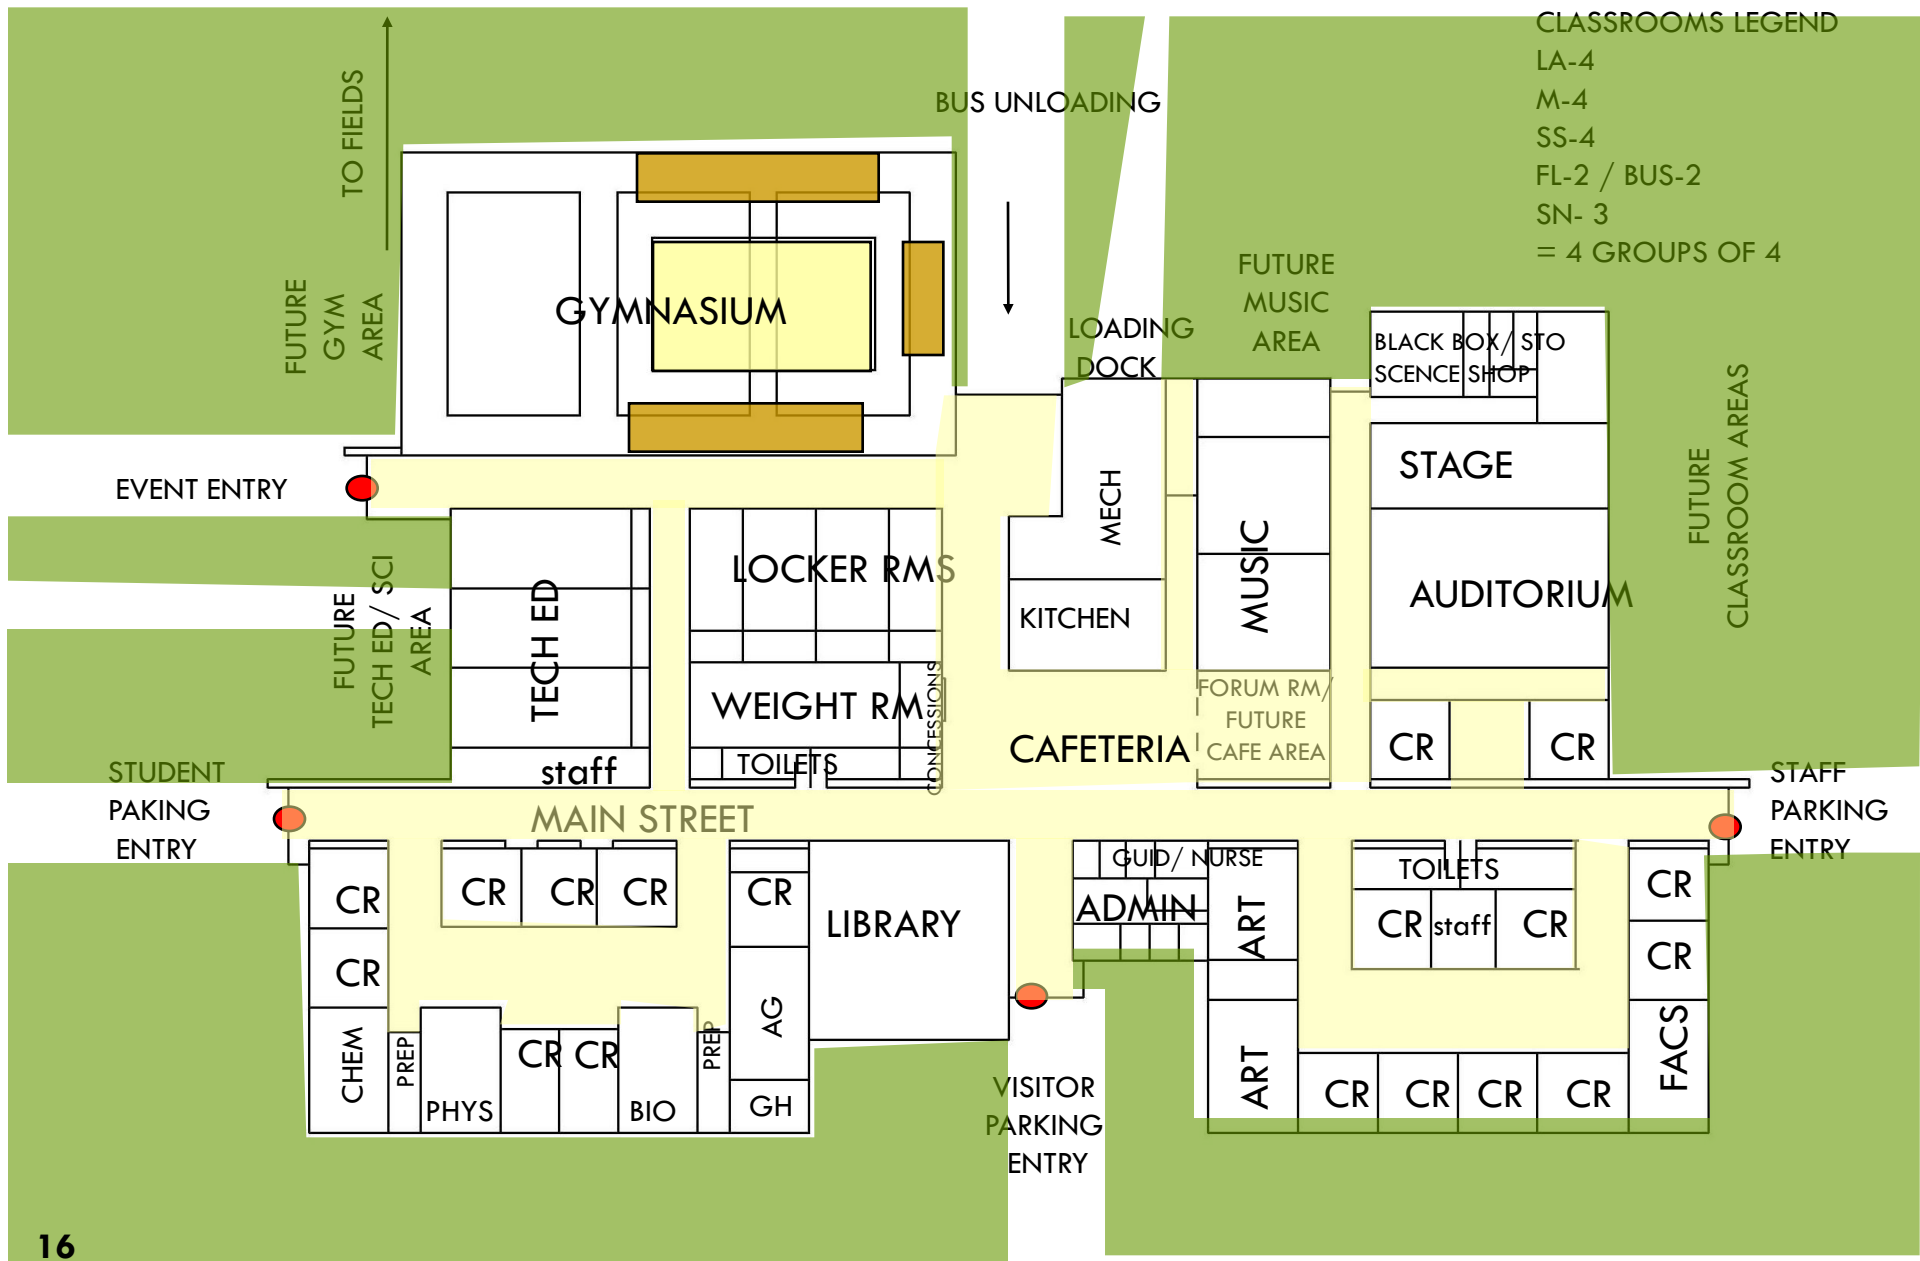 CLASSROOMS LEGEND
LA-4
M-4
SS-4
FL-2 / BUS-2
SN- 3
= 4 GROUPS OF 4
TO FIELDS
BUS UNLOADING
FUTURE
GYM
AREA
GYMNASIUM
LOADING
DOCK
FUTURE
MUSIC
AREA
BLACK BOX/ STO
SCENCE SHOP
STAGE
FUTURE
CLASSROOM AREAS
EVENT ENTRY
MECH
MUSIC
AUDITORIUM
LOCKER RMS
KITCHEN
TECH ED
FUTURE
TECH ED/ SCI
AREA
WEIGHT RM
CONCESSIONS
CAFETERIA
FORUM RM/
FUTURE
CAFE AREA
CR
CR
staff
TOILETS
STUDENT
PAKING
ENTRY
MAIN STREET
STAFF
PARKING
ENTRY
CR
CR
CR
CR
CR
LIBRARY
GUID/ NURSE
ADMIN
ART
TOILETS
CR
staff
CR
CR
CR
CR
CHEM
PREP
PHYS
CR
CR
BIO
PREP
AG
GH
VISITOR
PARKING
ENTRY
ART
CR
CR
CR
CR
FACS
16